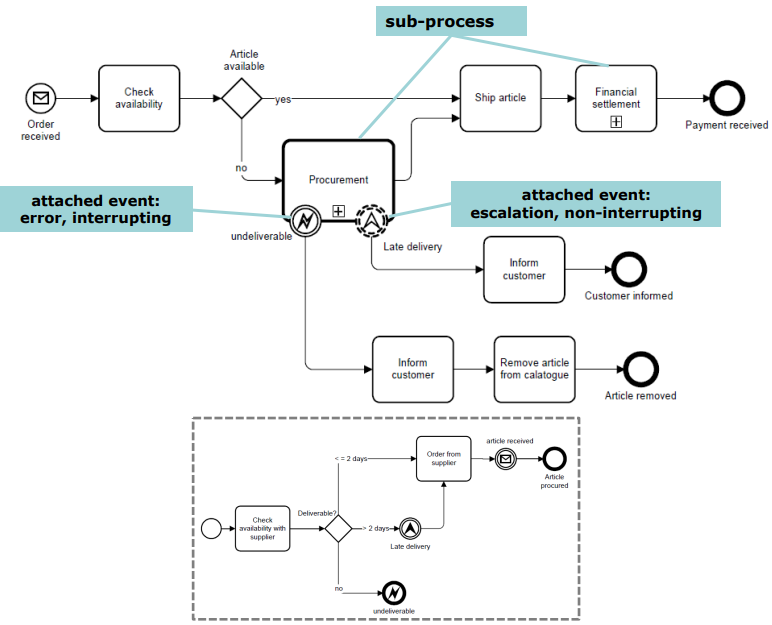 sub-process
Article
available
Check
availability
yes
Ship article
Financial
settlement
Order
received
Payment received
no
Procurement
attached event:
error, interrupting
attached event:
escalation, non-interrupting
undeliverable
Late delivery
Inform
customer
Customer informed
Inform
customer
Remove article
from calatogue
Article removed
article received
< = 2 days
Order from
supplier
Article
procured
Deliverable?
Check
availability with
supplier
> 2 days
Late delivery
no
undeliverable